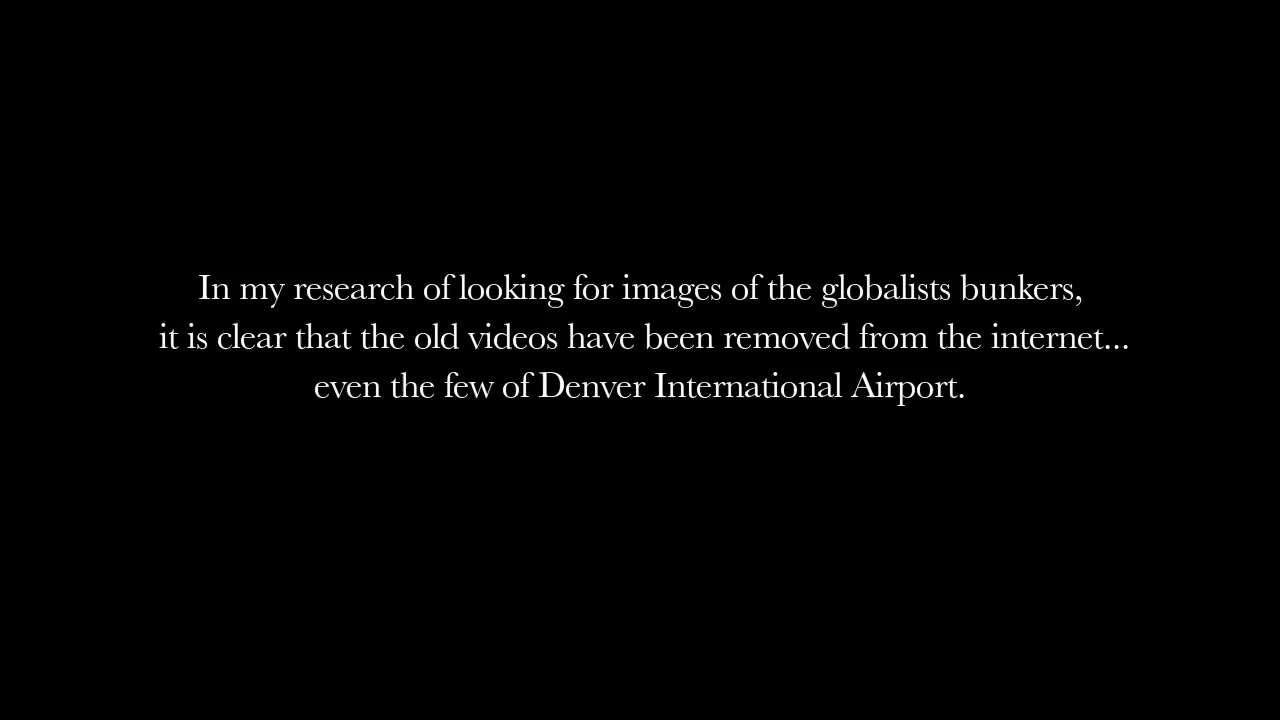 In my research of looking for images of the globalists bunkers,
it is clear that the old videos have been removed from the internet...
even the few of Denver International Airport.